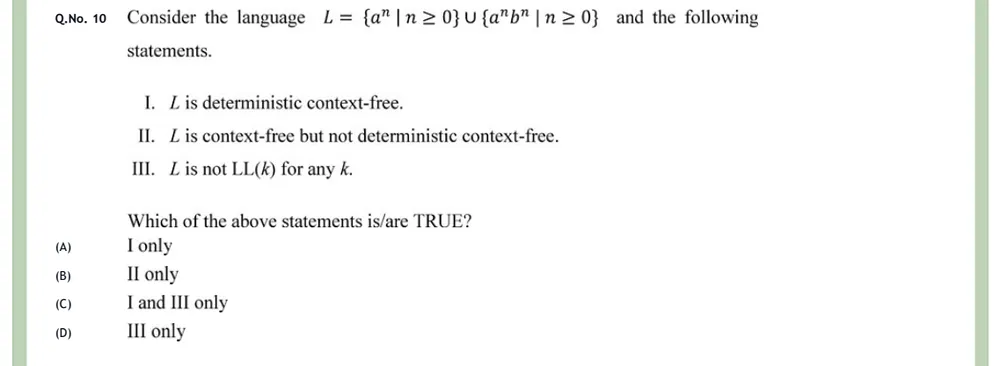 Q.No. 10 Consider the language L = {aⁿ | n ≥ 0} ∪ {aⁿbⁿ | n ≥ 0} and the following
statements.
I. L is deterministic context-free.
II. L is context-free but not deterministic context-free.
III. L is not LL(k) for any k.
Which of the above statements is/are TRUE?
(A) I only
(B) II only
(C) I and III only
(D) III only